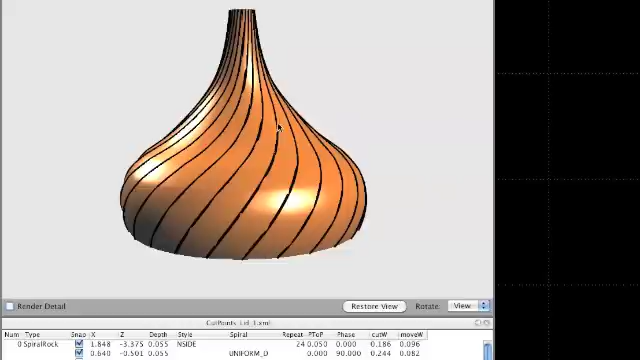 Render Detail Restore View Rotate: View
Num Type Snap X Z Depth Style Spiral Repeat PToP Phase cutW moveW
0 SpiralRock 1.848 -3.375 0.055 NSIDE 24 0.050 0.000 0.186 0.096
0.640 -0.501 0.055 UNIFORM_D 0.000 90.000 0.244 0.082